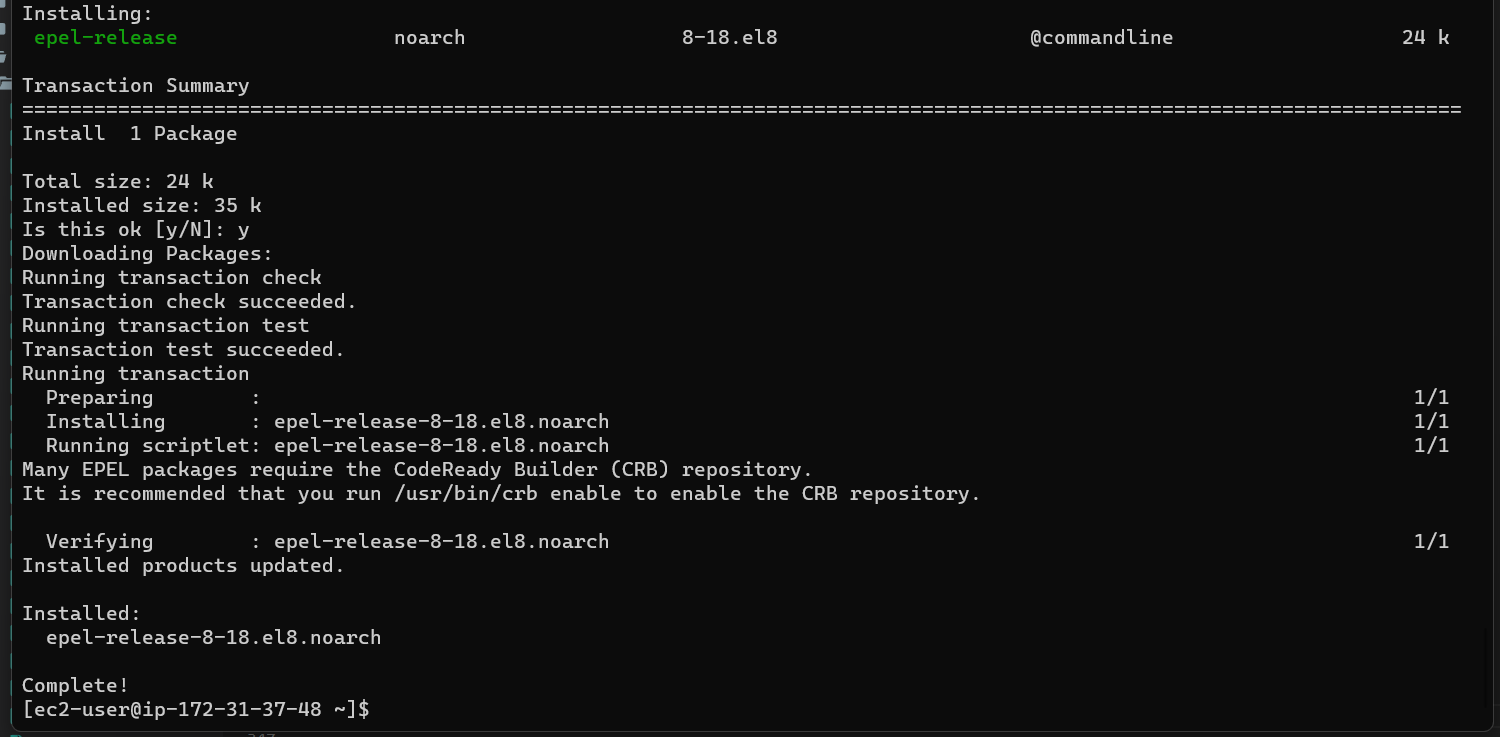 Installing:
epel-release noarch 8-18.el8 @commandline 24 k
Transaction Summary
========================================================================================================================
Install 1 Package
Total size: 24 k
Installed size: 35 k
Is this ok [y/N]: y
Downloading Packages:
Running transaction check
Transaction check succeeded.
Running transaction test
Transaction test succeeded.
Running transaction
Preparing : 1/1
Installing : epel-release-8-18.el8.noarch 1/1
Running scriptlet: epel-release-8-18.el8.noarch 1/1
Many EPEL packages require the CodeReady Builder (CRB) repository.
It is recommended that you run /usr/bin/crb enable to enable the CRB repository.
Verifying : epel-release-8-18.el8.noarch 1/1
Installed products updated.
Installed:
epel-release-8-18.el8.noarch
Complete!
[ec2-user@ip-172-31-37-48 ~]$